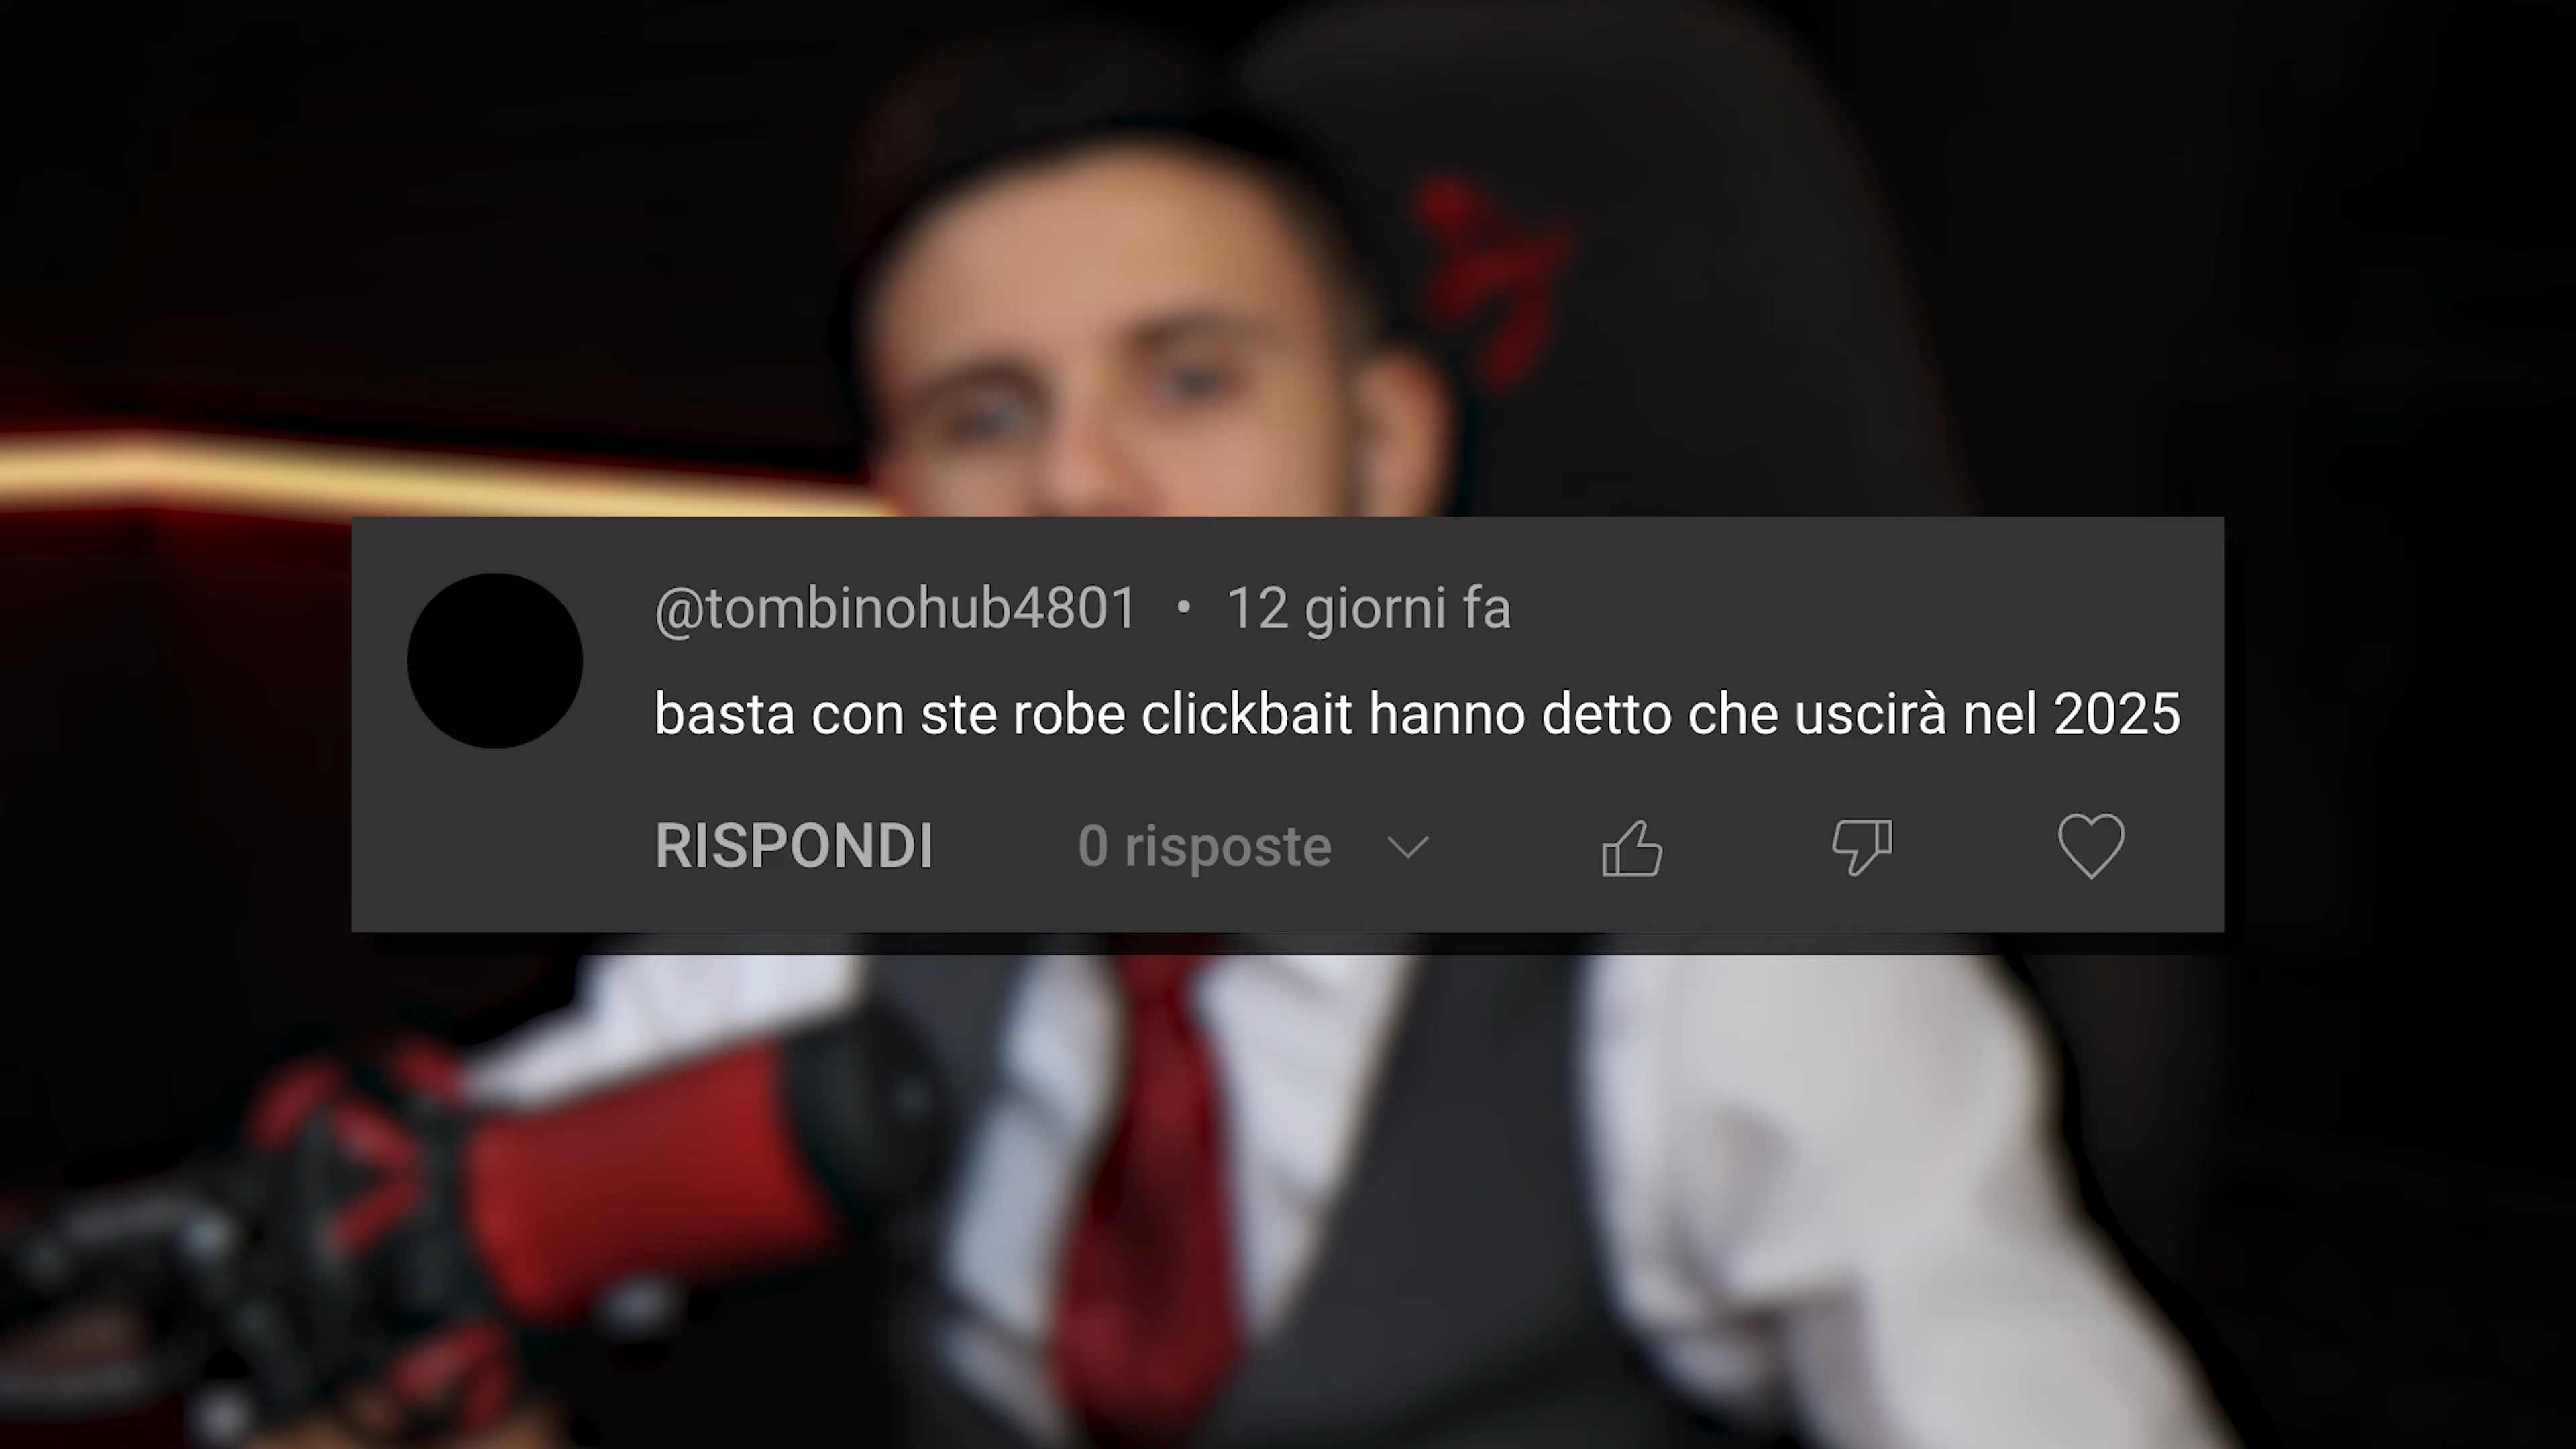 @tombinohub4801 • 12 giorni fa
basta con ste robe clickbait hanno detto che uscirà nel 2025
RISPONDI 0 risposte